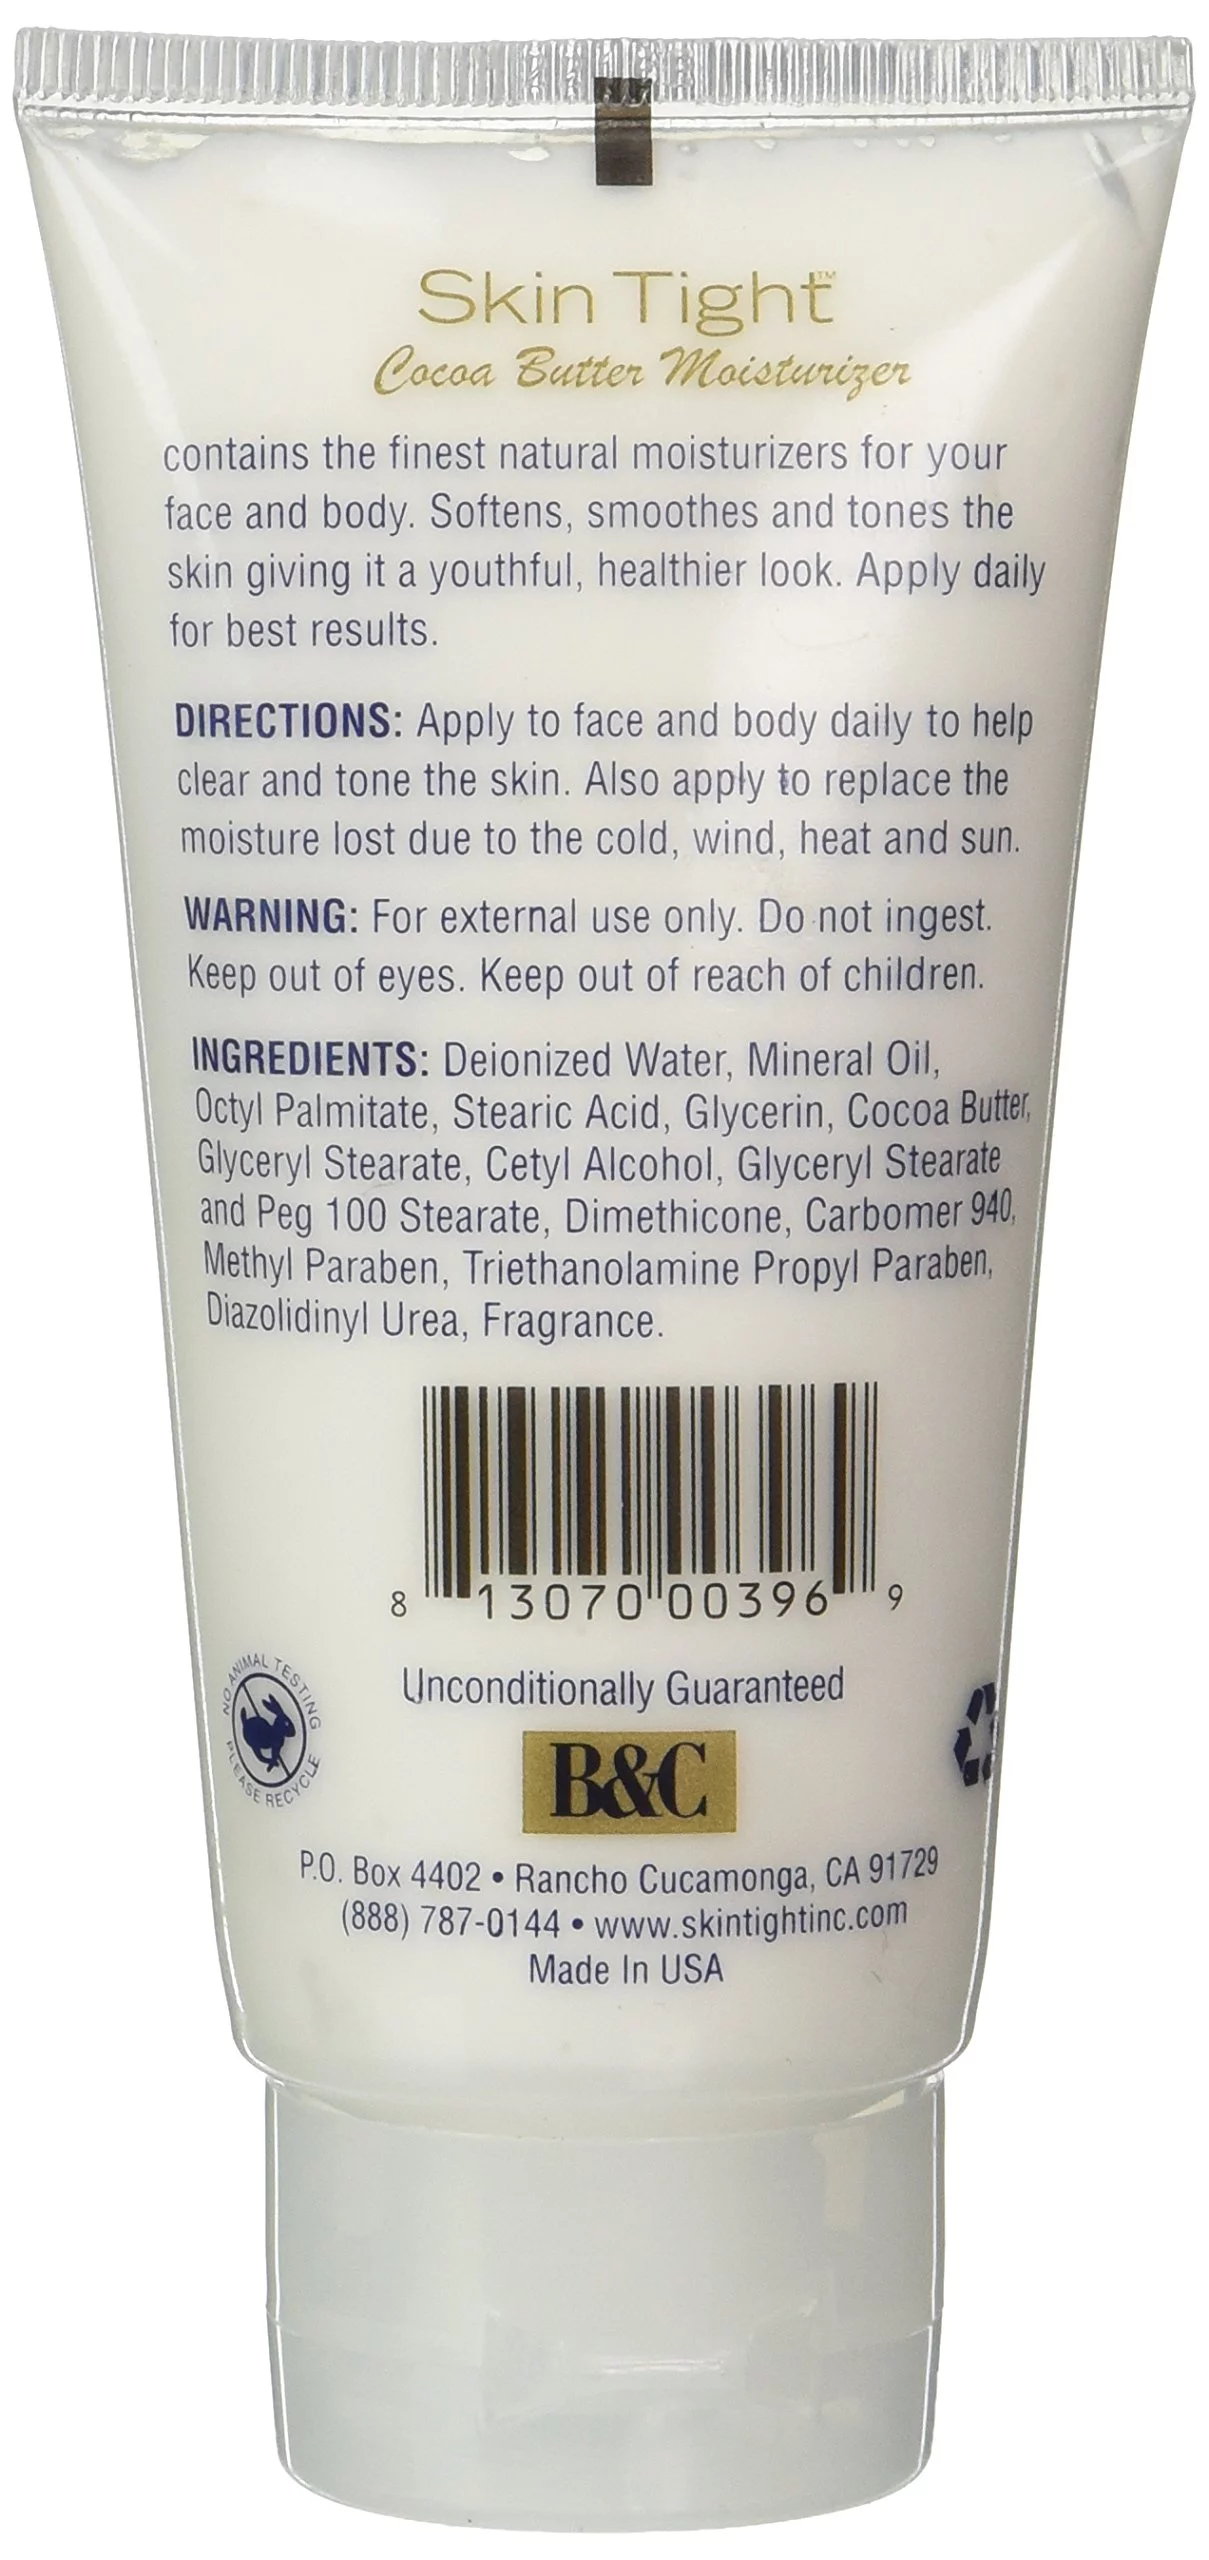 Skin Tight™
Cocoa Butter Moisturizer
contains the finest natural moisturizers for your
face and body. Softens, smoothes and tones the
skin giving it a youthful, healthier look. Apply daily
for best results.
DIRECTIONS: Apply to face and body daily to help
clear and tone the skin. Also apply to replace the
moisture lost due to the cold, wind, heat and sun.
WARNING: For external use only. Do not ingest.
Keep out of eyes. Keep out of reach of children.
INGREDIENTS: Deionized Water, Mineral Oil,
Octyl Palmitate, Stearic Acid, Glycerin, Cocoa Butter,
Glyceryl Stearate, Cetyl Alcohol, Glyceryl Stearate
and Peg 100 Stearate, Dimethicone, Carbomer 940,
Methyl Paraben, Triethanolamine Propyl Paraben,
Diazolidinyl Urea, Fragrance.
8 13070 00396 9
NO ANIMAL TESTING
PLEASE RECYCLE
Unconditionally Guaranteed
B&C
P.O. Box 4402 • Rancho Cucamonga, CA 91729
(888) 787-0144 • www.skintightinc.com
Made In USA